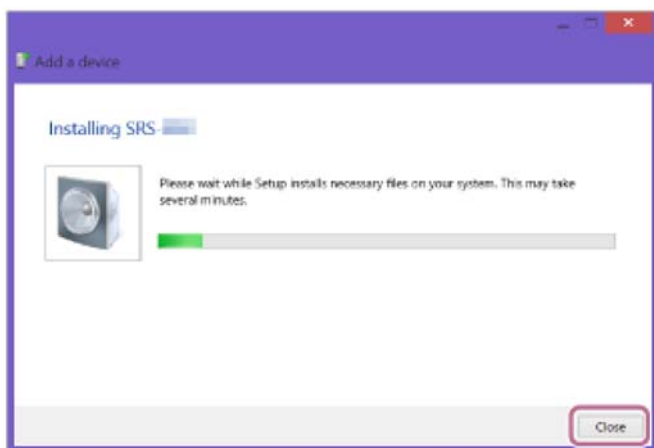 Add a device
Installing SRS-
Please wait while Setup installs necessary files on your system. This may take
several minutes.
Close